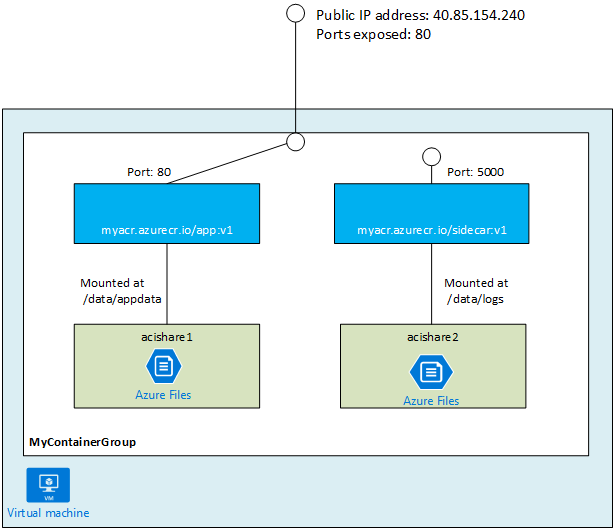 Public IP address: 40.85.154.240
Ports exposed: 80
Port: 80
Port: 5000
myacr.azurecr.io/app:v1
myacr.azurecr.io/sidecar:v1
Mounted at
/data/appdata
Mounted at
/data/logs
acishare1
Azure Files
acishare2
Azure Files
MyContainerGroup
VM
Virtual machine